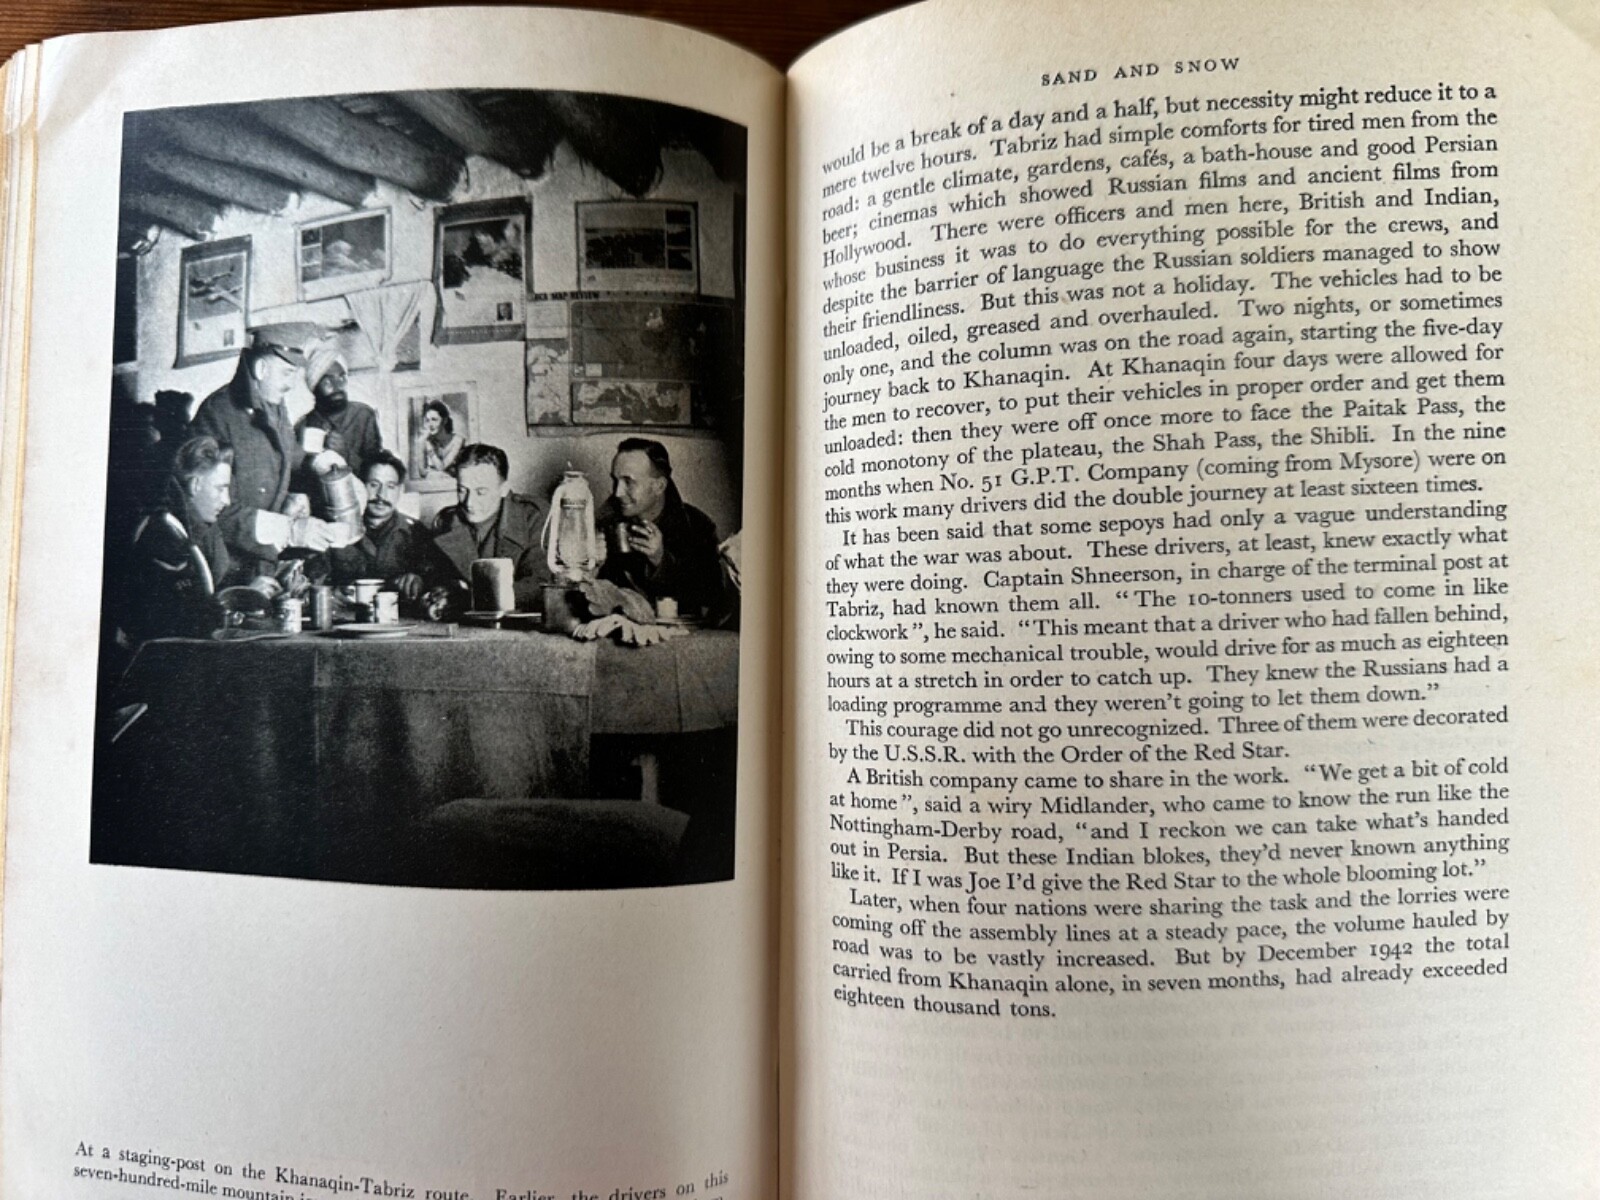 MAP REVIEW
At a staging-post on the Khanaqin-Tabriz route. Earlier, the drivers on this
seven-hundred-mile mountain
SAND AND SNOW
would be a break of a day and a half, but necessity might reduce it to a
mere twelve hours. Tabriz had simple comforts for tired men from the
road: a gentle climate, gardens, cafés, a bath-house and good Persian
beer; cinemas which showed Russian films and ancient films from
Hollywood. There were officers and men here, British and Indian,
whose business it was to do everything possible for the crews, and
despite the barrier of language the Russian soldiers managed to show
their friendliness. But this was not a holiday. The vehicles had to be
unloaded, oiled, greased and overhauled. Two nights, or sometimes
only one, and the column was on the road again, starting the five-day
journey back to Khanaqin. At Khanaqin four days were allowed for
the men to recover, to put their vehicles in proper order and get them
unloaded: then they were off once more to face the Paitak Pass, the
cold monotony of the plateau, the Shah Pass, the Shibli. In the nine
months when No. 51 G.P.T. Company (coming from Mysore) were on
this work many drivers did the double journey at least sixteen times.
It has been said that some sepoys had only a vague understanding
of what the war was about. These drivers, at least, knew exactly what
they were doing. Captain Shneerson, in charge of the terminal post at
Tabriz, had known them all. “The 10-tonners used to come in like
clockwork”, he said. “This meant that a driver who had fallen behind,
owing to some mechanical trouble, would drive for as much as eighteen
hours at a stretch in order to catch up. They knew the Russians had a
loading programme and they weren’t going to let them down.”
This courage did not go unrecognized. Three of them were decorated
by the U.S.S.R. with the Order of the Red Star.
A British company came to share in the work. “We get a bit of cold
at home”, said a wiry Midlander, who came to know the run like the
Nottingham-Derby road, “and I reckon we can take what’s handed
out in Persia. But these Indian blokes, they’d never known anything
like it. If I was Joe I’d give the Red Star to the whole blooming lot.”
Later, when four nations were sharing the task and the lorries were
coming off the assembly lines at a steady pace, the volume hauled by
road was to be vastly increased. But by December 1942 the total
carried from Khanaqin alone, in seven months, had already exceeded
eighteen thousand tons.